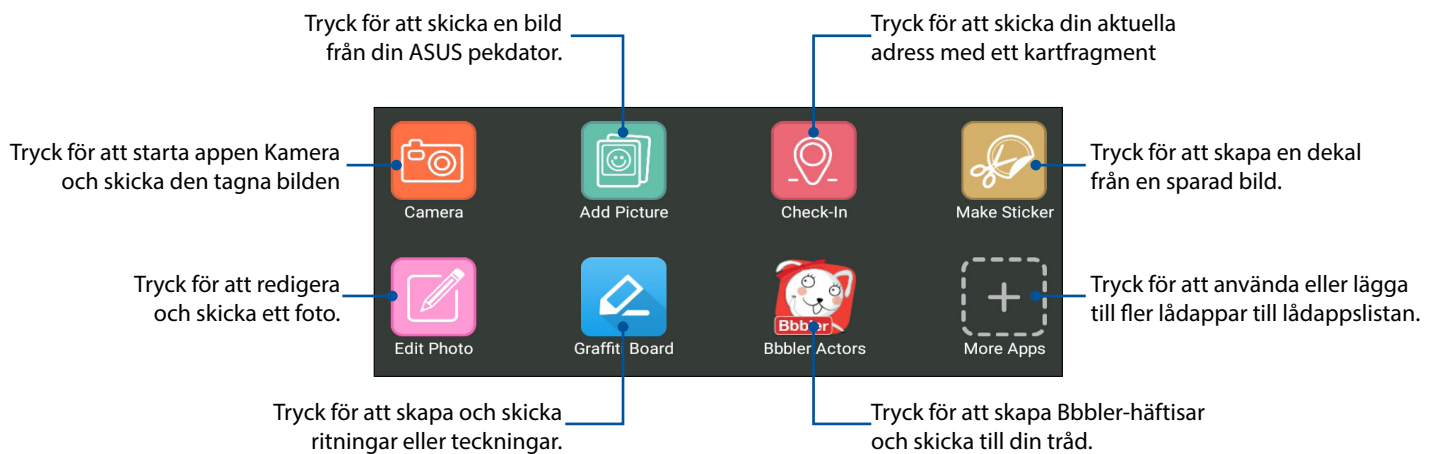 Tryck för att skicka en bild
från din ASUS pekdator.
Tryck för att skicka din aktuella
adress med ett kartfragment
Tryck för att starta appen Kamera
och skicka den tagna bilden
Tryck för att skapa en dekal
från en sparad bild.
Camera
Add Picture
Check-In
Make Sticker
Tryck för att redigera
och skicka ett foto.
Tryck för att använda eller lägga
till fler lådappar till lådappslistan.
Bbbler
Edit Photo
Graffiti Board
Bbbler Actors
More Apps
Tryck för att skapa och skicka
ritningar eller teckningar.
Tryck för att skapa Bbbler-häftisar
och skicka till din tråd.